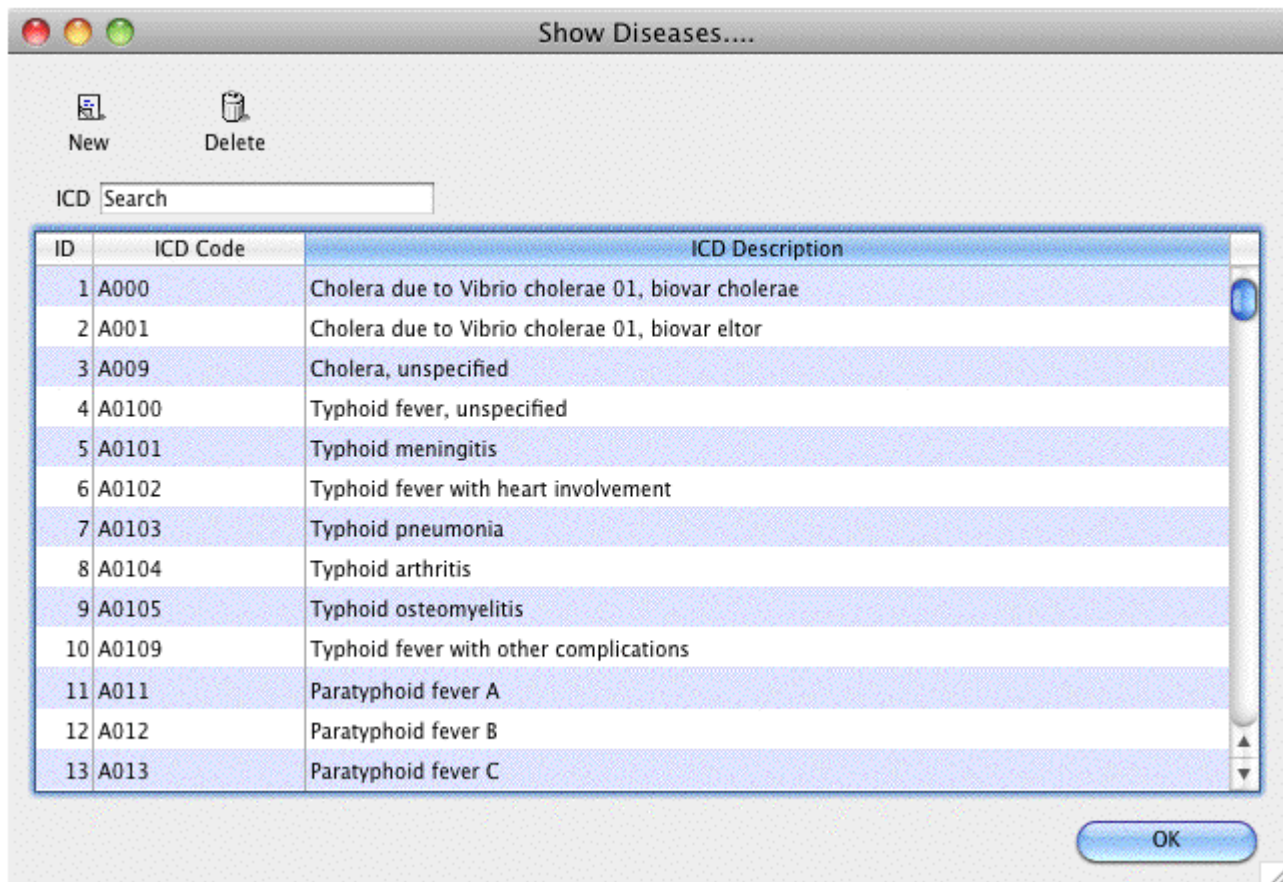 Show Diseases....
New Delete
ICD Search
ID ICD Code ICD Description
1 A000 Cholera due to Vibrio cholerae 01, biovar cholerae
2 A001 Cholera due to Vibrio cholerae 01, biovar eltor
3 A009 Cholera, unspecified
4 A0100 Typhoid fever, unspecified
5 A0101 Typhoid meningitis
6 A0102 Typhoid fever with heart involvement
7 A0103 Typhoid pneumonia
8 A0104 Typhoid arthritis
9 A0105 Typhoid osteomyelitis
10 A0109 Typhoid fever with other complications
11 A011 Paratyphoid fever A
12 A012 Paratyphoid fever B
13 A013 Paratyphoid fever C
OK